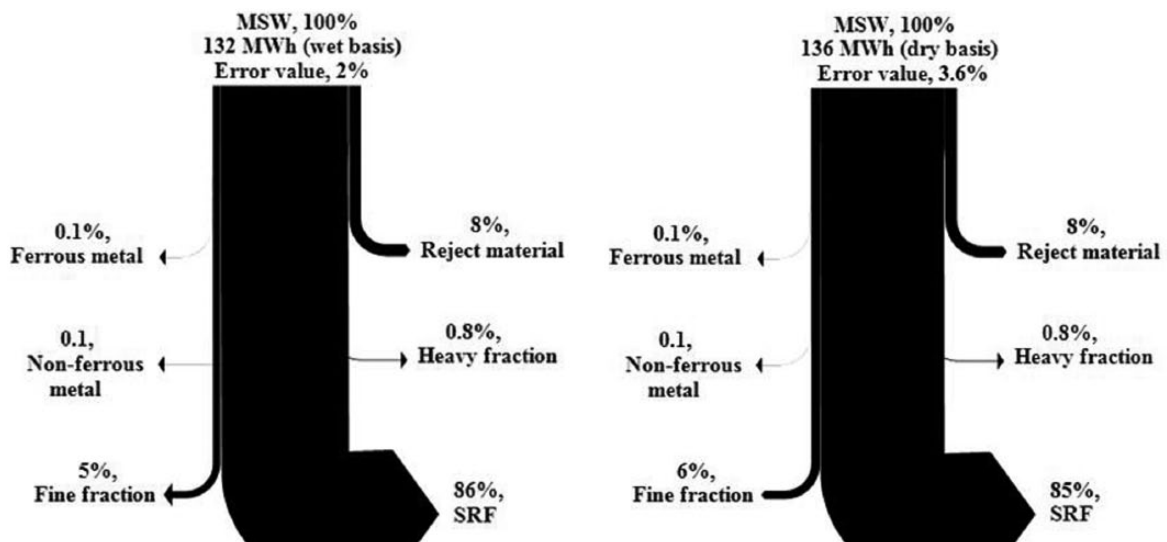 MSW, 100%
132 MWh (wet basis)
Error value, 2%
0.1%,
Ferrous metal
8%,
Reject material
0.1,
Non-ferrous
metal
0.8%,
Heavy fraction
5%,
Fine fraction
86%,
SRF
MSW, 100%
136 MWh (dry basis)
Error value, 3.6%
0.1%,
Ferrous metal
8%,
Reject material
0.1,
Non-ferrous
metal
0.8%,
Heavy fraction
6%,
Fine fraction
85%,
SRF